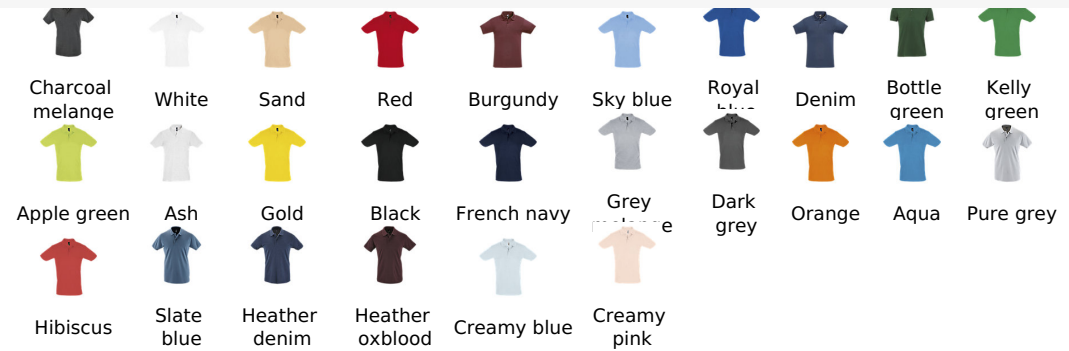 Charcoal
melange
White
Sand
Red
Burgundy
Sky blue
Royal
blue
Denim
Bottle
green
Kelly
green
Apple green
Ash
Gold
Black
French navy
Grey
melange
Dark
grey
Orange
Aqua
Pure grey
Hibiscus
Slate
blue
Heather
denim
Heather
oxblood
Creamy blue
Creamy
pink